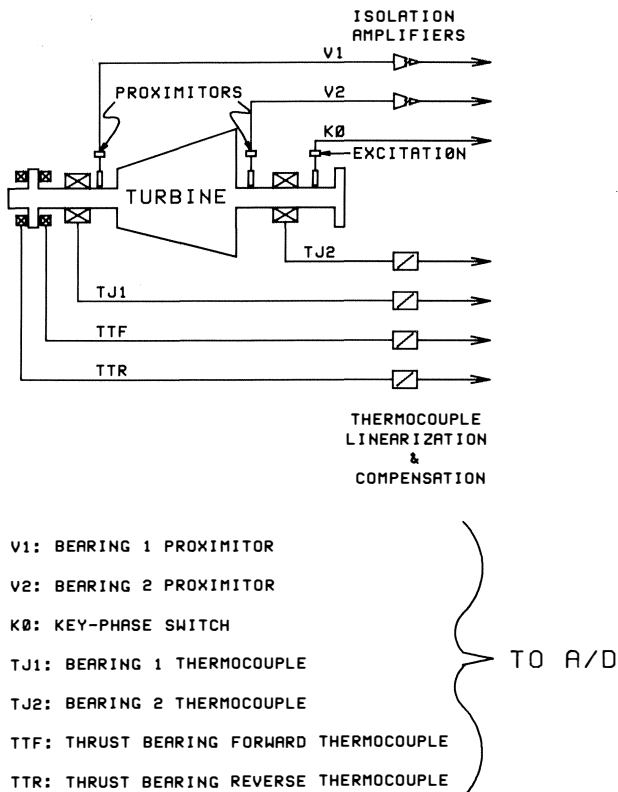 ISOLATION
AMPLIFIERS
V1
PROXIMITORS
V2
KØ
EXCITATION
TURBINE
TJ2
TJ1
TTF
TTR
THERMOCOUPLE
LINEARIZATION
&
COMPENSATION
V1: BEARING 1 PROXIMITOR
V2: BEARING 2 PROXIMITOR
KØ: KEY-PHASE SWITCH
TJ1: BEARING 1 THERMOCOUPLE
TJ2: BEARING 2 THERMOCOUPLE
TTF: THRUST BEARING FORWARD THERMOCOUPLE
TTR: THRUST BEARING REVERSE THERMOCOUPLE
TO A/D